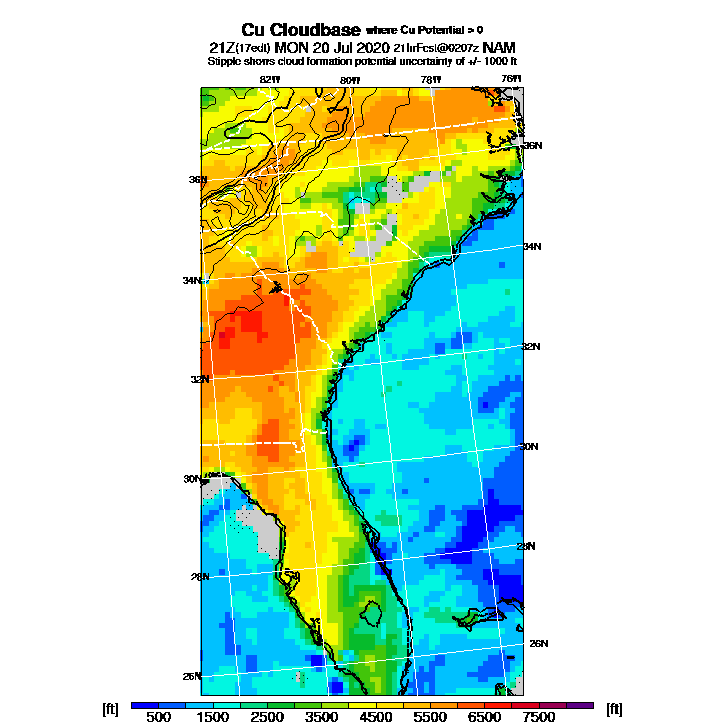 Cu Cloudbase where Cu Potential > 0
21Z(17edt) MON 20 Jul 2020 21hrFcst@0207z NAM
Stipple shows cloud formation potential uncertainty of +/- 1000 ft
82W 80W 78W 76W
36N
36N
34N
34N
32N
32N
30N
30N
28N
28N
26N
26N
[ft] 500 1500 2500 3500 4500 5500 6500 7500 [ft]